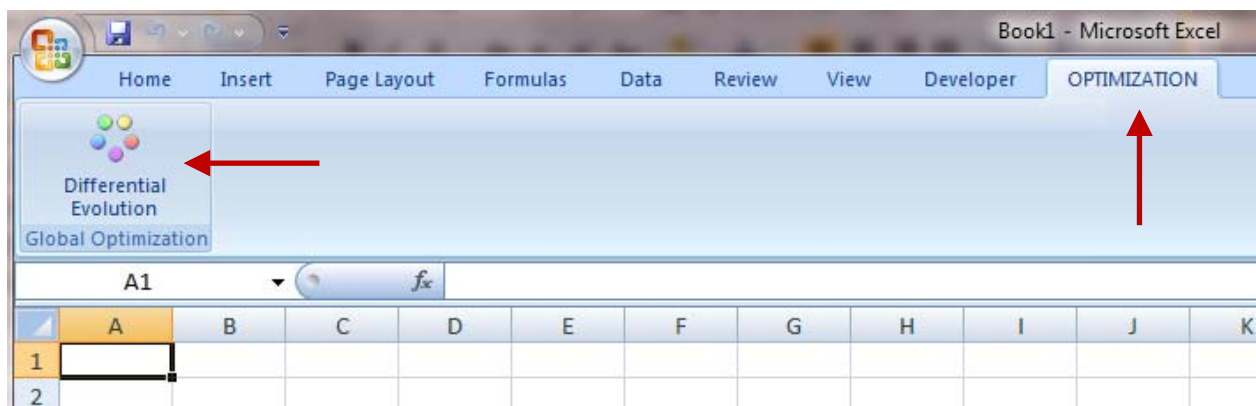 Book1 - Microsoft Excel
Home Insert Page Layout Formulas Data Review View Developer OPTIMIZATION
Differential
Evolution
Global Optimization
A1 fx
A B C D E F G H I J K
1
2